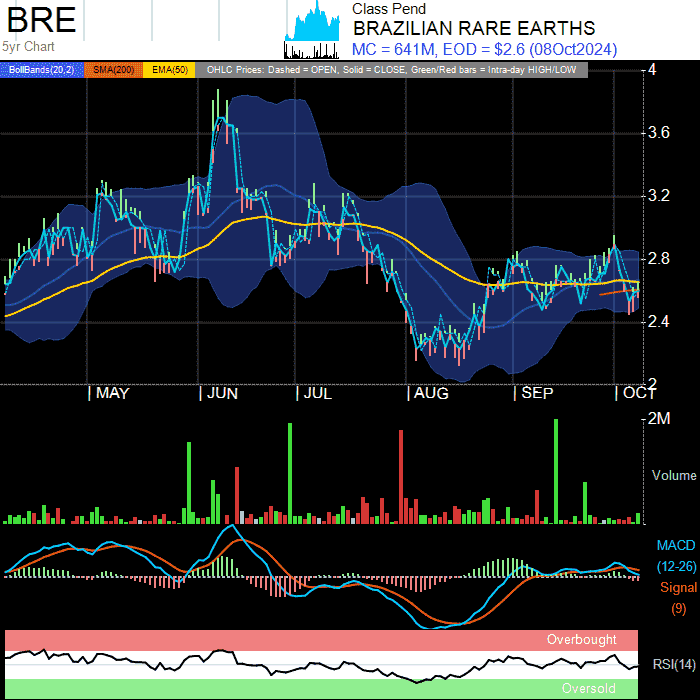 BRE
5yr Chart
Class Pend
BRAZILIAN RARE EARTHS
MC = 641M, EOD = $2.6 (08Oct2024)
BollBands(20,2) SMA(200) EMA(50) OHLC Prices: Dashed = OPEN, Solid = CLOSE, Green/Red bars = Intra-day HIGH/LOW
4
3.6
3.2
2.8
2.4
2
| MAY | JUN | JUL | AUG | SEP | OCT
2M
Volume
MACD
(12-26)
Signal
(9)
Overbought
RSI(14)
Oversold